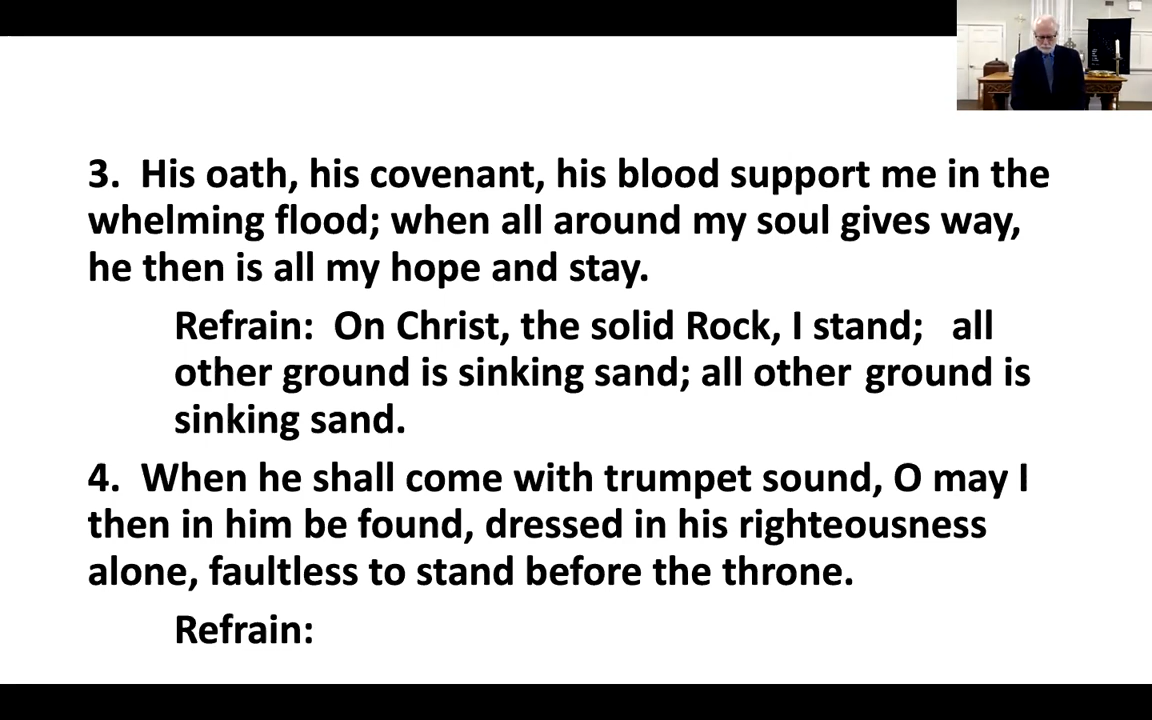 3. His oath, his covenant, his blood support me in the
whelming flood; when all around my soul gives way,
he then is all my hope and stay.
Refrain: On Christ, the solid Rock, I stand; all
other ground is sinking sand; all other ground is
sinking sand.
4. When he shall come with trumpet sound, O may I
then in him be found, dressed in his righteousness
alone, faultless to stand before the throne.
Refrain: